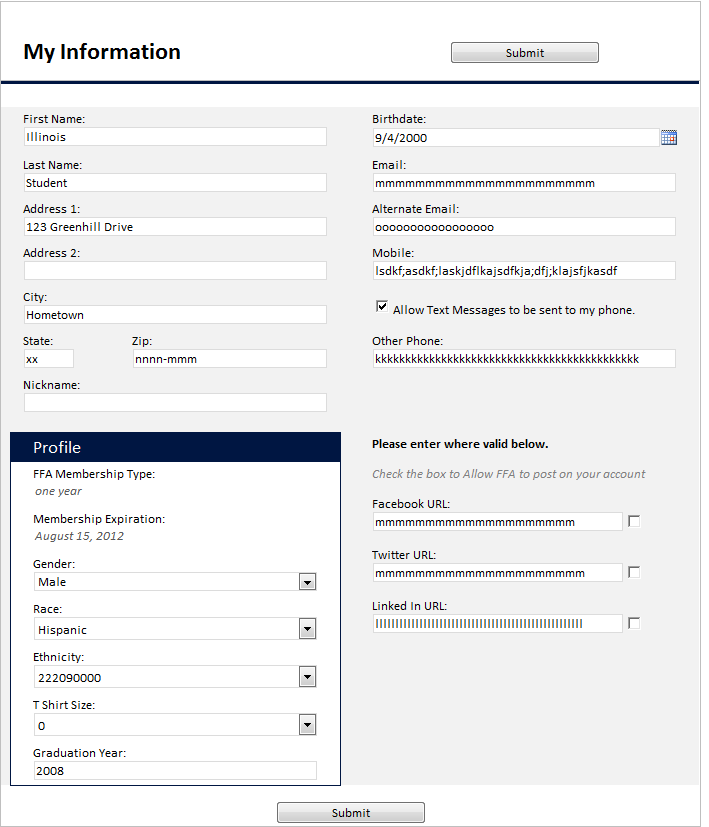 My Information
Submit
First Name:
Illinois
Last Name:
Student
Address 1:
123 Greenhill Drive
Address 2:
City:
Hometown
State: Zip:
xx nnnn-mmm
Nickname:
Birthdate:
9/4/2000
Email:
mmmmmmmmmmmmmmmmmmmmmm
Alternate Email:
ooooooooooooooooo
Mobile:
lsdkf;asdkf;laskjdflkajsdfkja;dfj;klajsfjkasdf
Allow Text Messages to be sent to my phone.
Other Phone:
kkkkkkkkkkkkkkkkkkkkkkkkkkkkkkkkkkkkkkkkkkkk
Profile
FFA Membership Type:
one year
Membership Expiration:
August 15, 2012
Gender:
Male
Race:
Hispanic
Ethnicity:
222090000
T Shirt Size:
0
Graduation Year:
2008
Please enter where valid below.
Check the box to Allow FFA to post on your account
Facebook URL:
mmmmmmmmmmmmmmmmmmmm
Twitter URL:
mmmmmmmmmmmmmmmmmmmmm
Linked In URL:
Submit